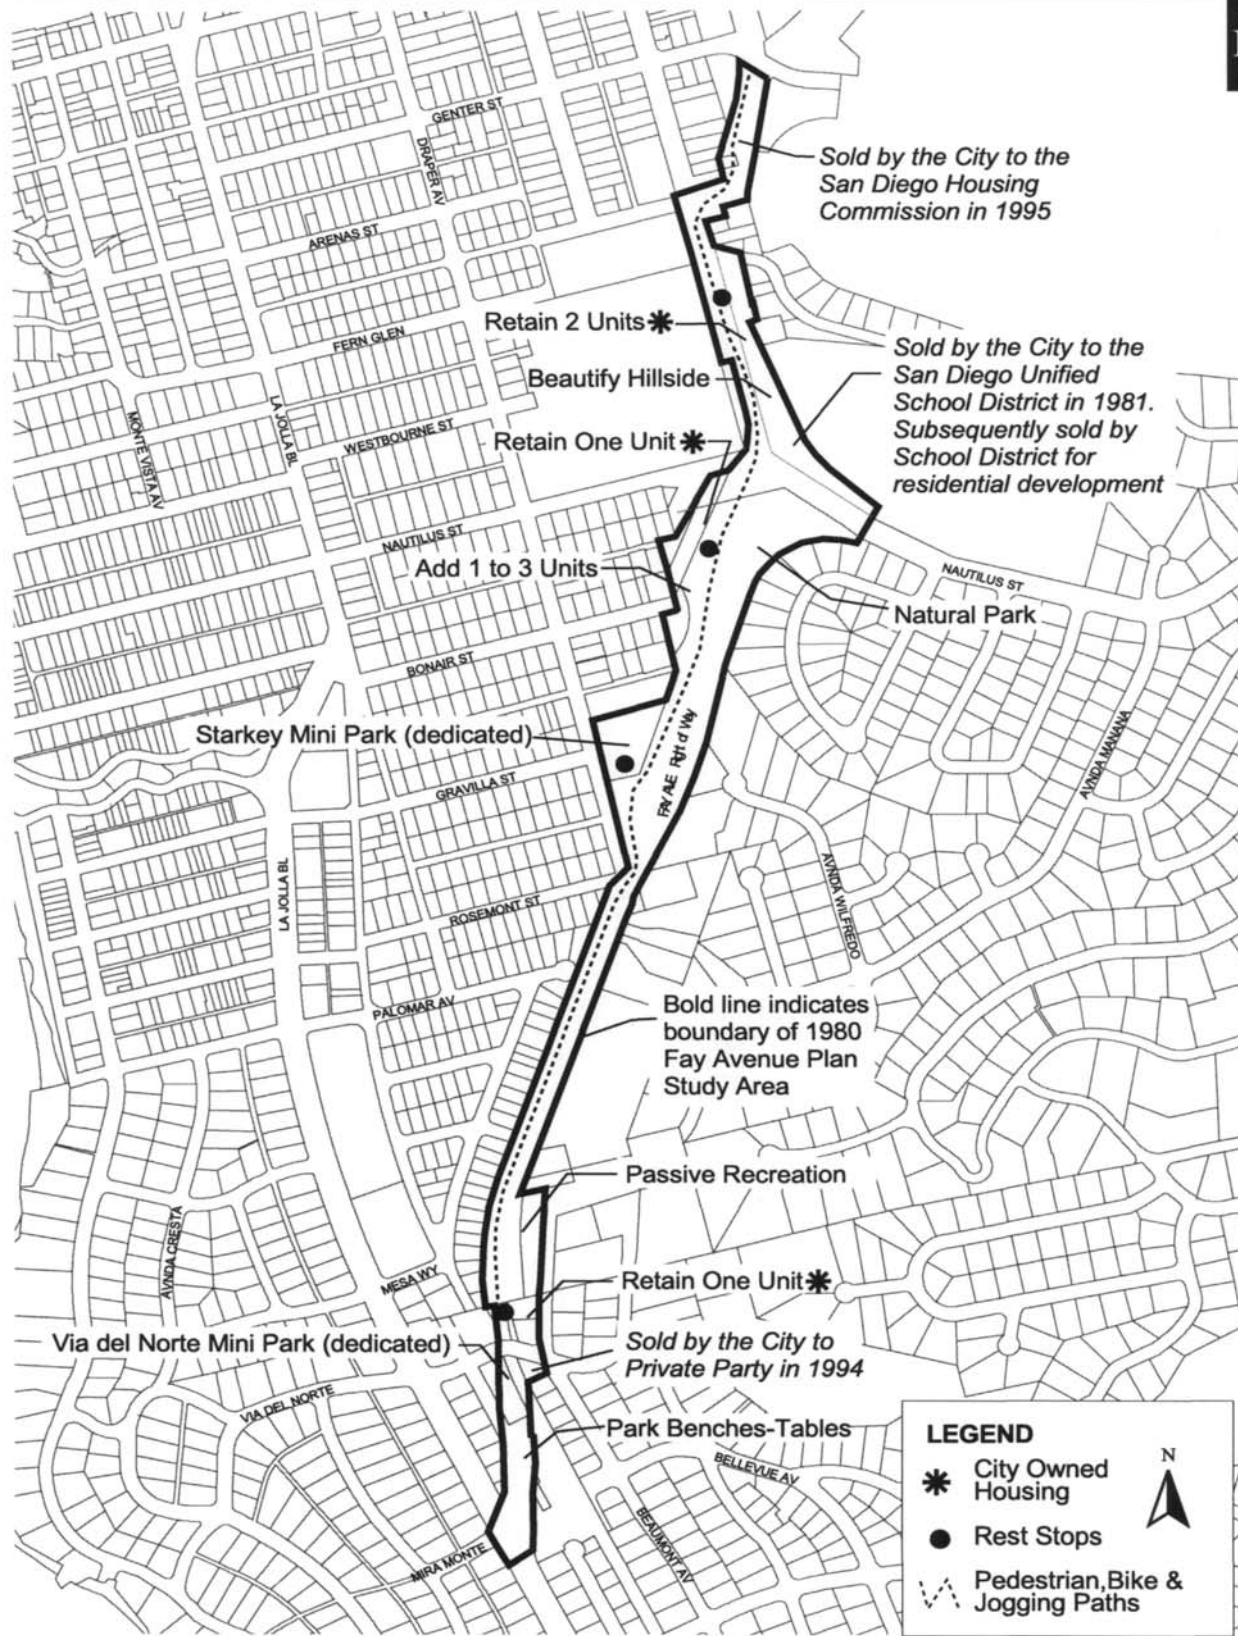 GENTER ST
DRAPER AV
Sold by the City to the
San Diego Housing
Commission in 1995
ARENAS ST
Retain 2 Units✱
FERN GLEN
Sold by the City to the
San Diego Unified
School District in 1981.
Subsequently sold by
School District for
residential development
Beautify Hillside
LA JOLLA BL
MONTE VISTA AV
WESTBOURNE ST
Retain One Unit ✱
NAUTILUS ST
Add 1 to 3 Units
NAUTILUS ST
Natural Park
BONAIR ST
Starkey Mini Park (dedicated)
FAY AVE Right of Way
AVNDA MANANA
GRAVILLA ST
LA JOLLA BL
AVNDA WILFREDO
ROSEMONT ST
PALOMAR AV
Bold line indicates
boundary of 1980
Fay Avenue Plan
Study Area
Passive Recreation
AVNDA CRESTA
MESA WY
Retain One Unit✱
Via del Norte Mini Park (dedicated)
Sold by the City to
Private Party in 1994
VIA DEL NORTE
Park Benches-Tables
BELLEVUE AV
BEAUMONT AV
MIRA MONTE
LEGEND
N
City Owned
Housing
Rest Stops
Pedestrian,Bike &
Jogging Paths